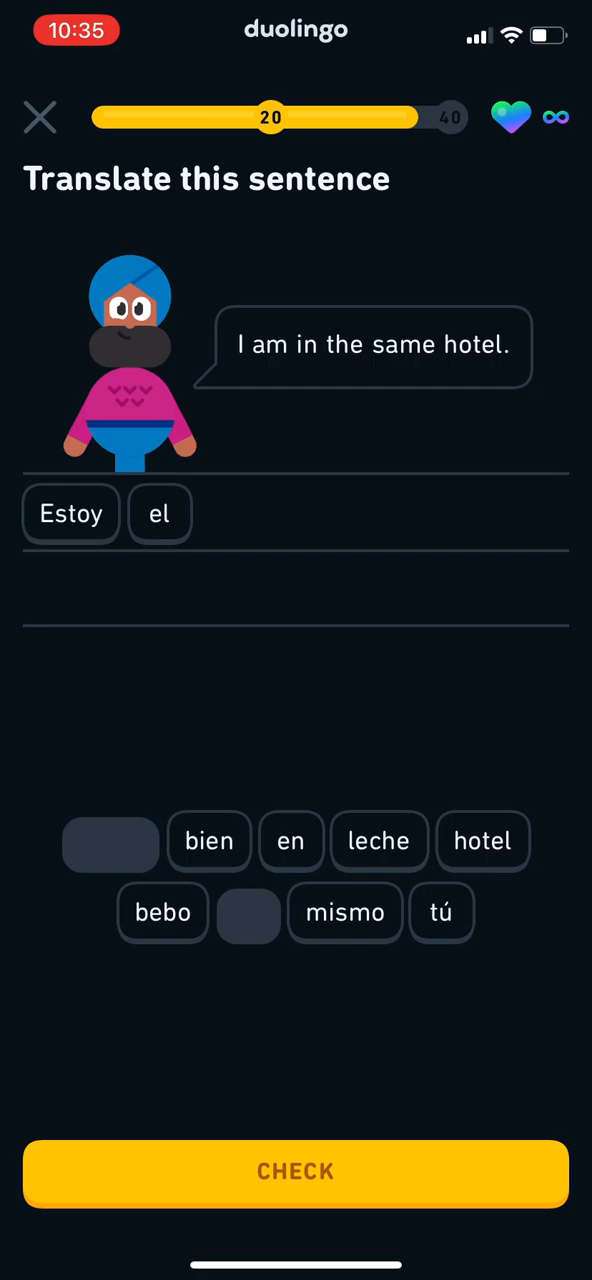 10:35
duolingo
20 40
Translate this sentence
I am in the same hotel.
Estoy el
bien en leche hotel
bebo mismo tú
CHECK